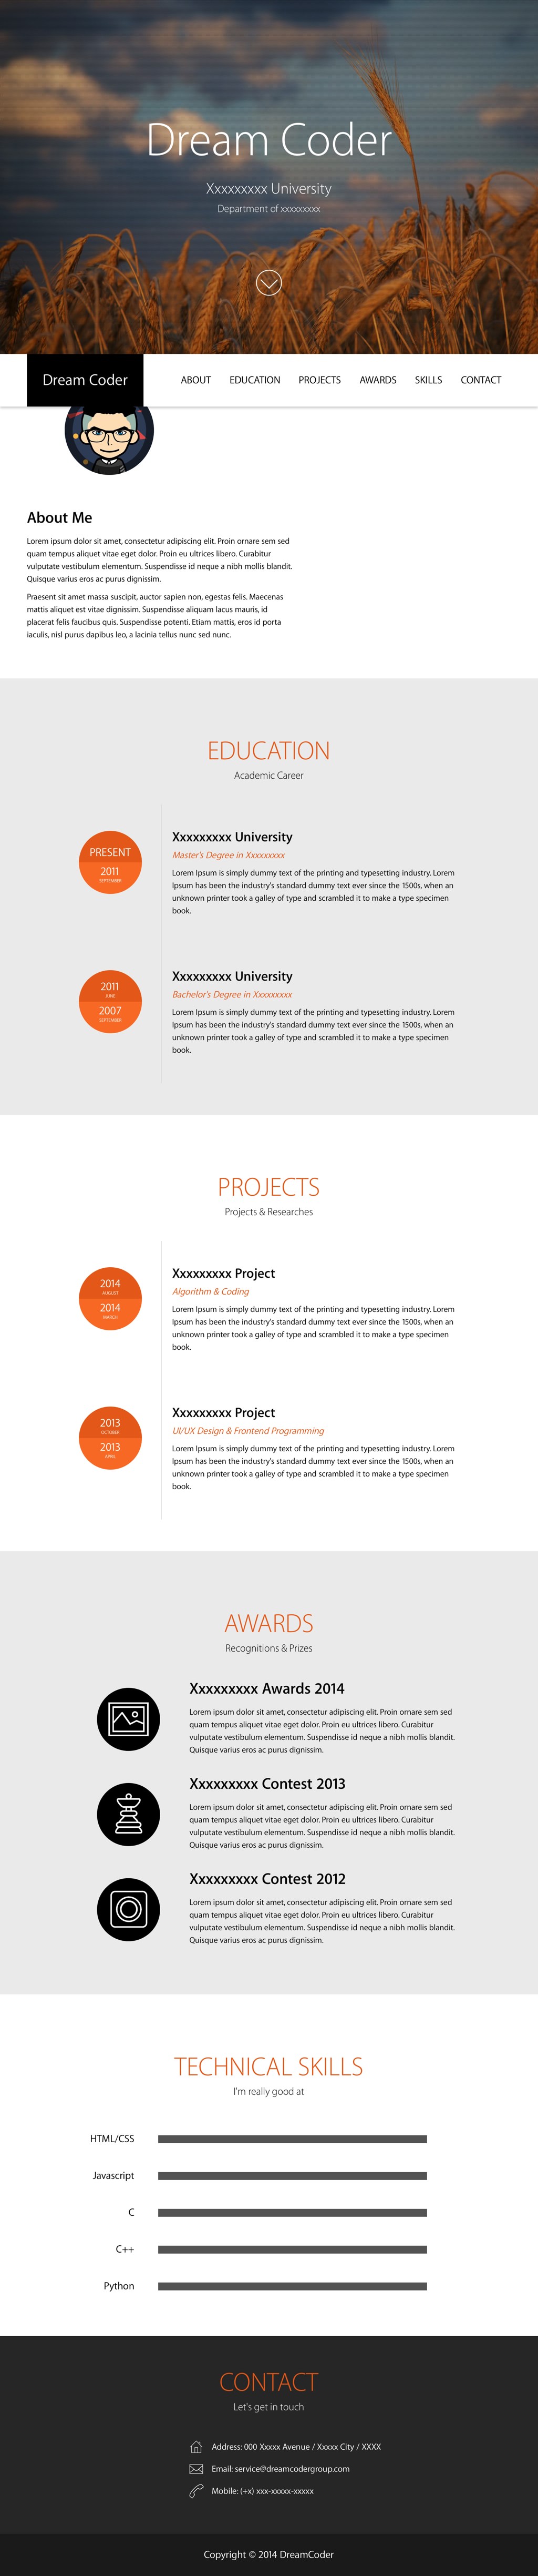 Dream Coder
Xxxxxxxxx University
Department of xxxxxxxxx
Dream Coder
ABOUT EDUCATION PROJECTS AWARDS SKILLS CONTACT
About Me
Lorem ipsum dolor sit amet, consectetur adipiscing elit. Proin ornare sem sed
quam tempus aliquet vitae eget dolor. Proin eu ultrices libero. Curabitur
vulputate vestibulum elementum. Suspendisse id neque a nibh mollis blandit.
Quisque varius eros ac purus dignissim.
Praesent sit amet massa suscipit, auctor sapien non, egestas felis. Maecenas
mattis aliquet est vitae dignissim. Suspendisse aliquam lacus mauris, id
placerat felis faucibus quis. Suspendisse potenti. Etiam mattis, eros id porta
iaculis, nisl purus dapibus leo, a lacinia tellus nunc sed nunc.
EDUCATION
Academic Career
PRESENT
2011
SEPTEMBER
Xxxxxxxxx University
Master's Degree in Xxxxxxxxx
Lorem Ipsum is simply dummy text of the printing and typesetting industry. Lorem
Ipsum has been the industry's standard dummy text ever since the 1500s, when an
unknown printer took a galley of type and scrambled it to make a type specimen
book.
2011
JUNE
2007
SEPTEMBER
Xxxxxxxxx University
Bachelor's Degree in Xxxxxxxxx
Lorem Ipsum is simply dummy text of the printing and typesetting industry. Lorem
Ipsum has been the industry's standard dummy text ever since the 1500s, when an
unknown printer took a galley of type and scrambled it to make a type specimen
book.
PROJECTS
Projects & Researches
2014
AUGUST
2014
MARCH
Xxxxxxxxx Project
Algorithm & Coding
Lorem Ipsum is simply dummy text of the printing and typesetting industry. Lorem
Ipsum has been the industry's standard dummy text ever since the 1500s, when an
unknown printer took a galley of type and scrambled it to make a type specimen
book.
2013
OCTOBER
2013
APRIL
Xxxxxxxxx Project
UI/UX Design & Frontend Programming
Lorem Ipsum is simply dummy text of the printing and typesetting industry. Lorem
Ipsum has been the industry's standard dummy text ever since the 1500s, when an
unknown printer took a galley of type and scrambled it to make a type specimen
book.
AWARDS
Recognitions & Prizes
Xxxxxxxxx Awards 2014
Lorem ipsum dolor sit amet, consectetur adipiscing elit. Proin ornare sem sed
quam tempus aliquet vitae eget dolor. Proin eu ultrices libero. Curabitur
vulputate vestibulum elementum. Suspendisse id neque a nibh mollis blandit.
Quisque varius eros ac purus dignissim.
Xxxxxxxxx Contest 2013
Lorem ipsum dolor sit amet, consectetur adipiscing elit. Proin ornare sem sed
quam tempus aliquet vitae eget dolor. Proin eu ultrices libero. Curabitur
vulputate vestibulum elementum. Suspendisse id neque a nibh mollis blandit.
Quisque varius eros ac purus dignissim.
Xxxxxxxxx Contest 2012
Lorem ipsum dolor sit amet, consectetur adipiscing elit. Proin ornare sem sed
quam tempus aliquet vitae eget dolor. Proin eu ultrices libero. Curabitur
vulputate vestibulum elementum. Suspendisse id neque a nibh mollis blandit.
Quisque varius eros ac purus dignissim.
TECHNICAL SKILLS
I'm really good at
HTML/CSS
Javascript
C
C++
Python
CONTACT
Let's get in touch
Address: 000 Xxxxx Avenue / Xxxxx City / XXXX
Email: service@dreamcodergroup.com
Mobile: (+x) xxx-xxxxx-xxxxx
Copyright © 2014 DreamCoder